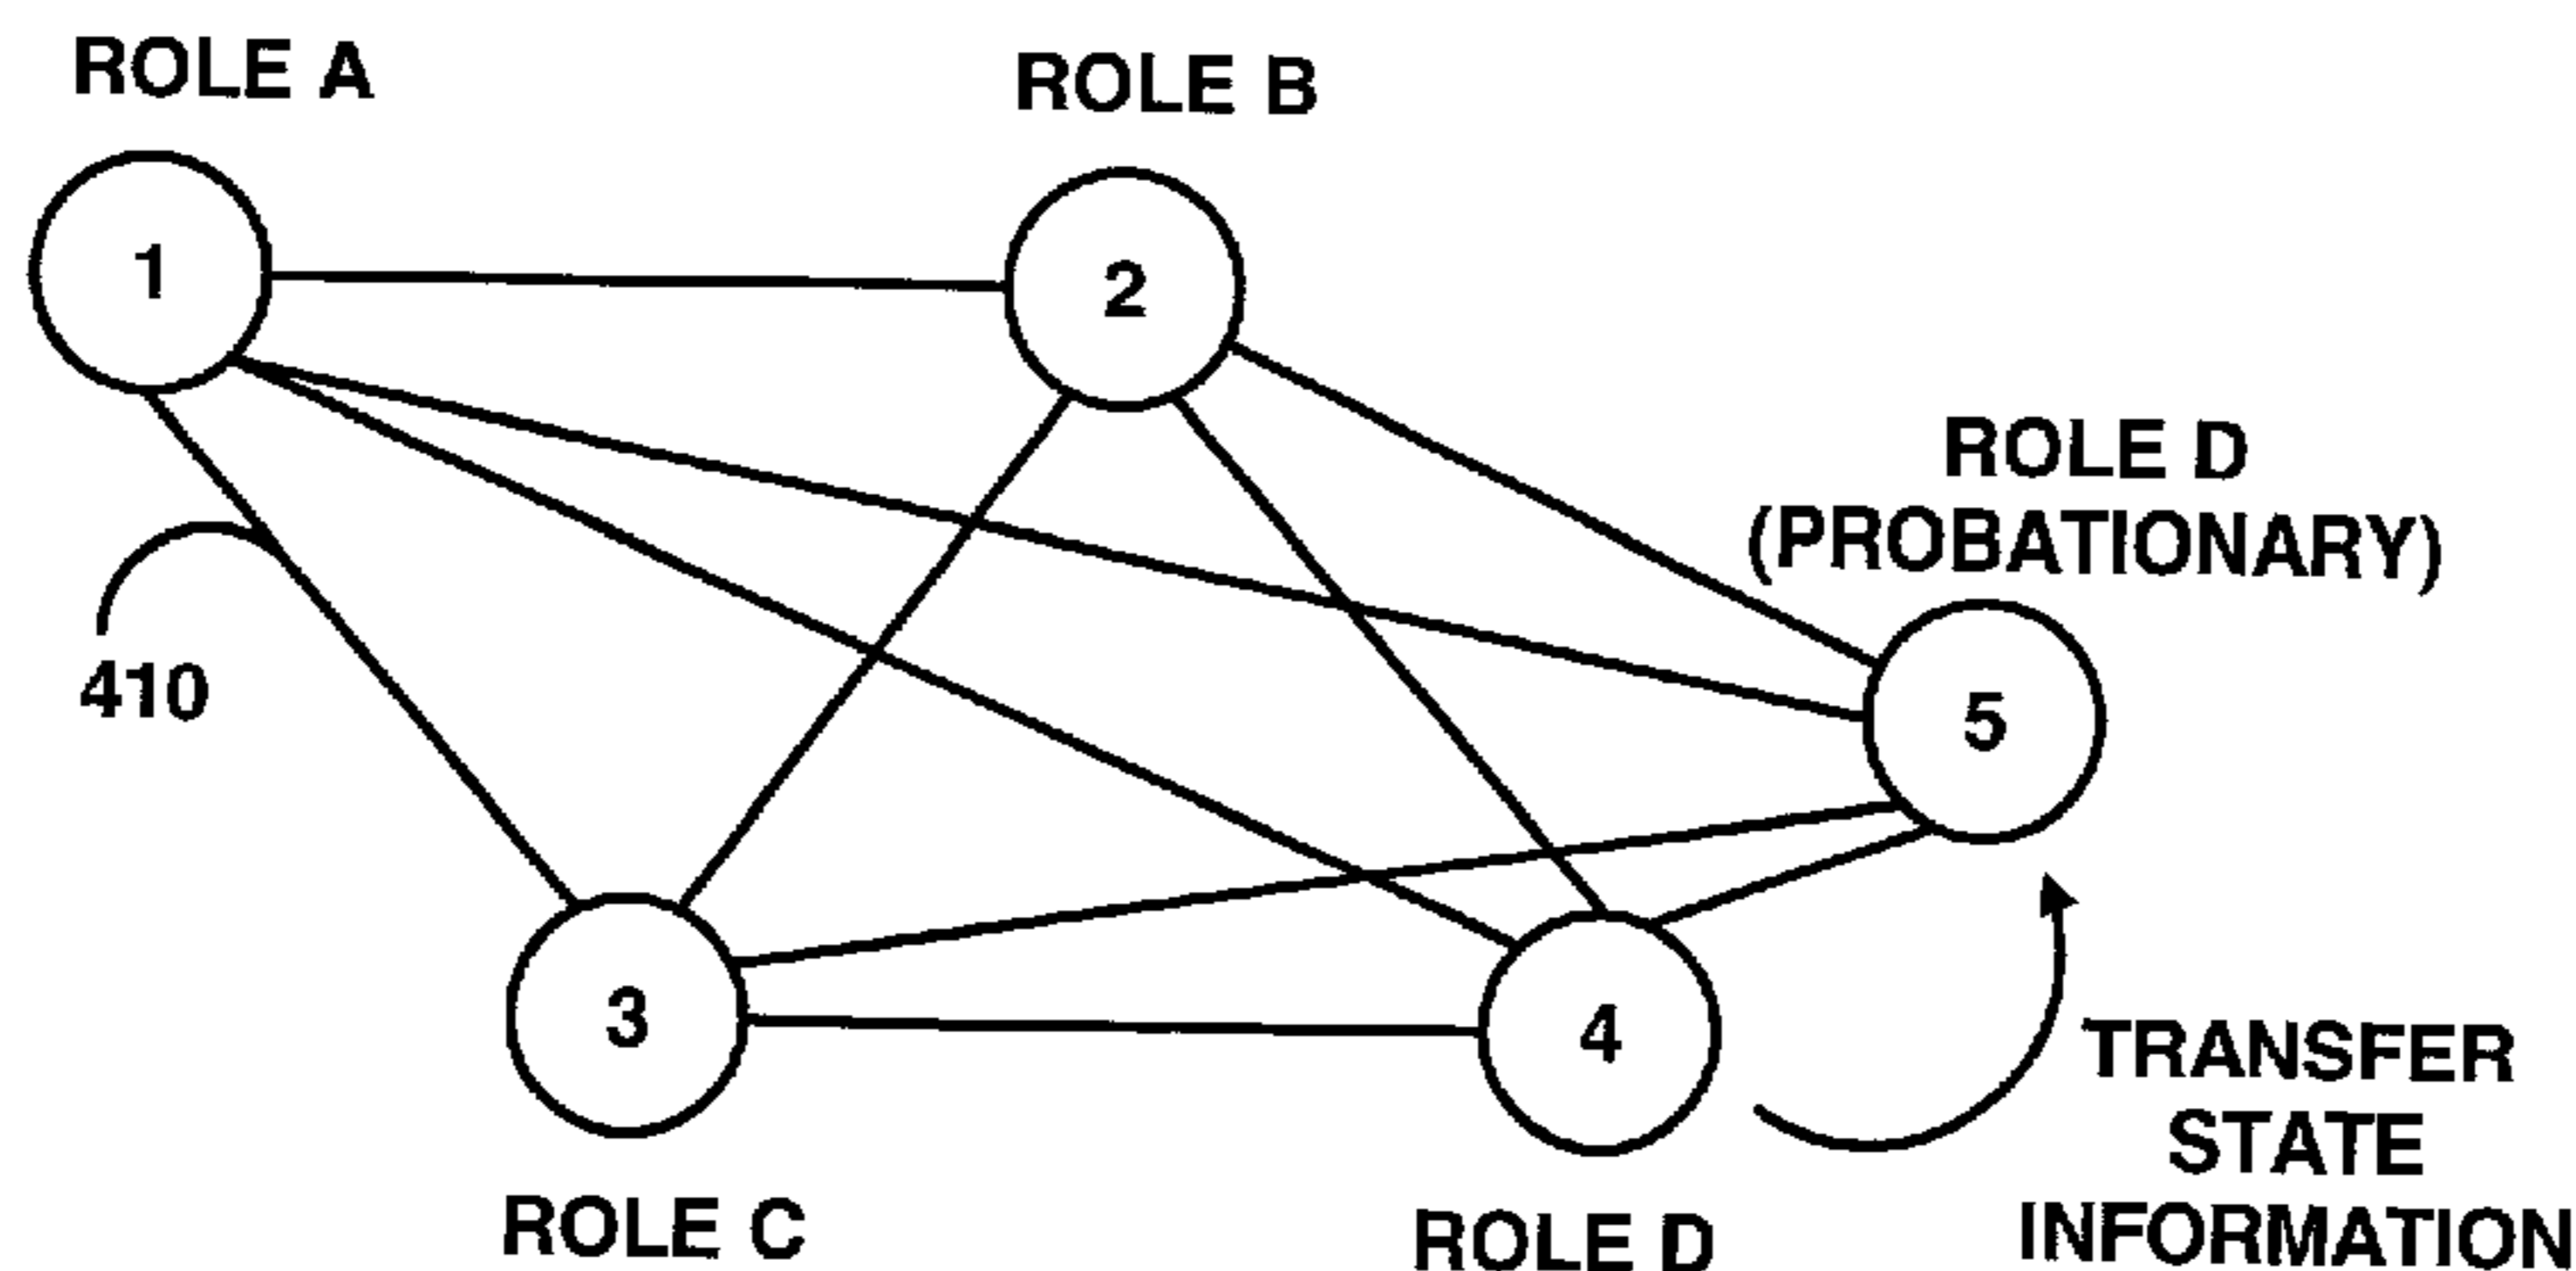 ROLE A
ROLE B
1
2
ROLE D
(PROBATIONARY)
410
5
3
4
TRANSFER
STATE
INFORMATION
ROLE C
ROLE D